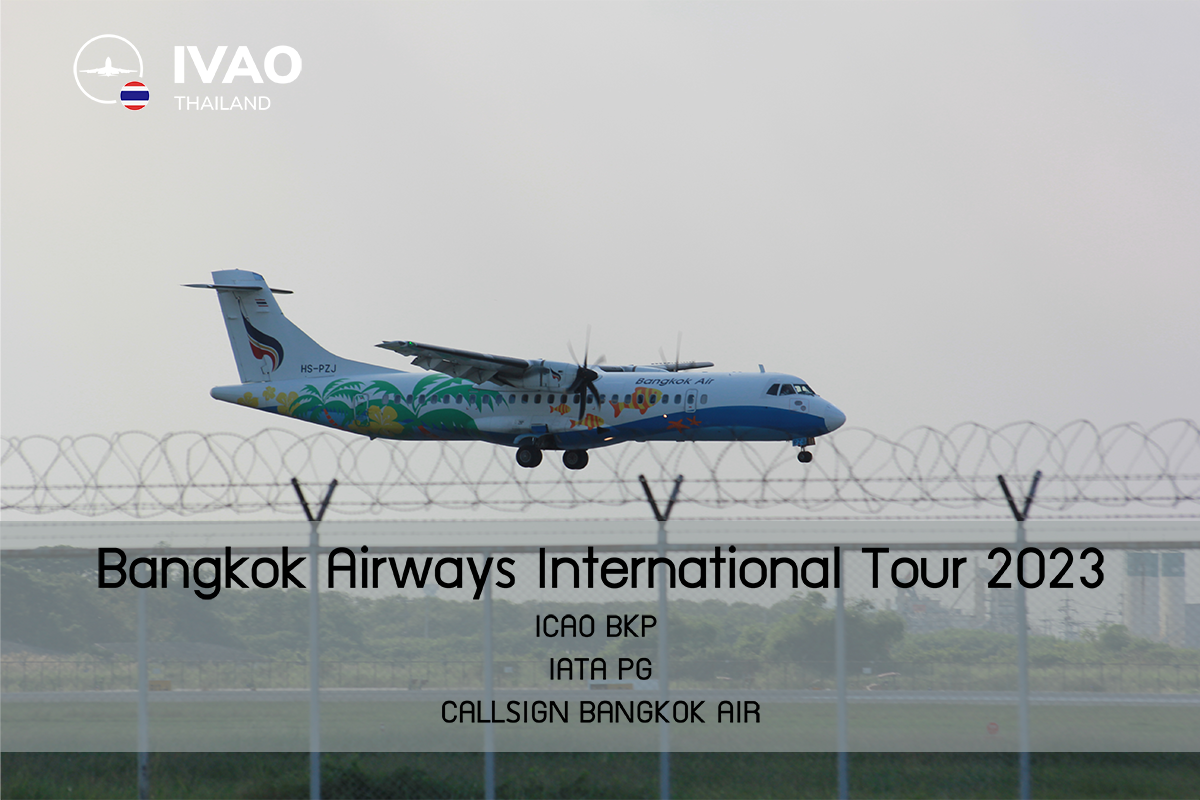 IVAO
THAILAND
HS-PZJ
Bangkok Air
Bangkok Airways International Tour 2023
ICAO BKP
IATA PG
CALLSIGN BANGKOK AIR